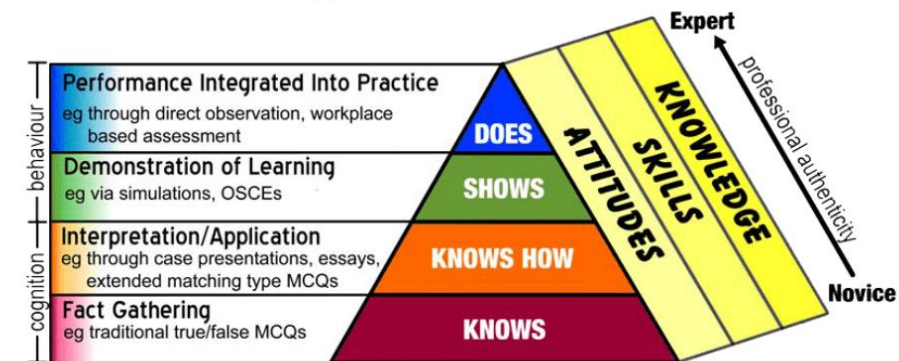 Expert
Performance Integrated Into Practice
eg through direct observation, workplace
based assessment
DOES
Demonstration of Learning
eg via simulations, OSCEs
SHOWS
Interpretation/Application
eg through case presentations, essays,
extended matching type MCQs
KNOWS HOW
Fact Gathering
eg traditional true/false MCQs
KNOWS
behaviour
cognition
ATTITUDES
SKILLS
KNOWLEDGE
professional authenticity
Novice